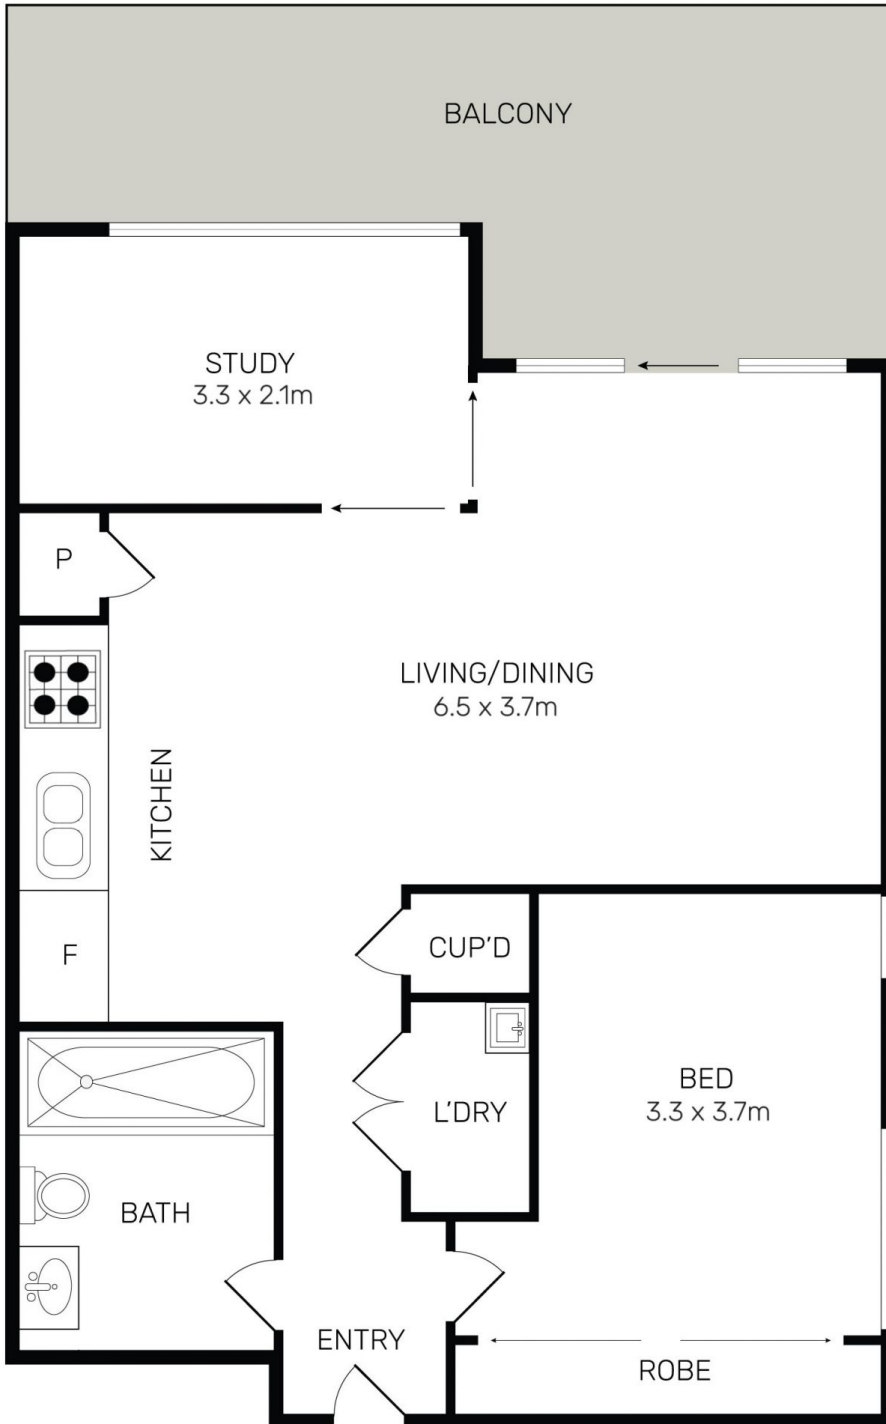 BALCONY
STUDY
3.3 x 2.1m
P
LIVING/DINING
6.5 x 3.7m
KITCHEN
F
CUP'D
L'DRY
BED
3.3 x 3.7m
BATH
ENTRY
ROBE